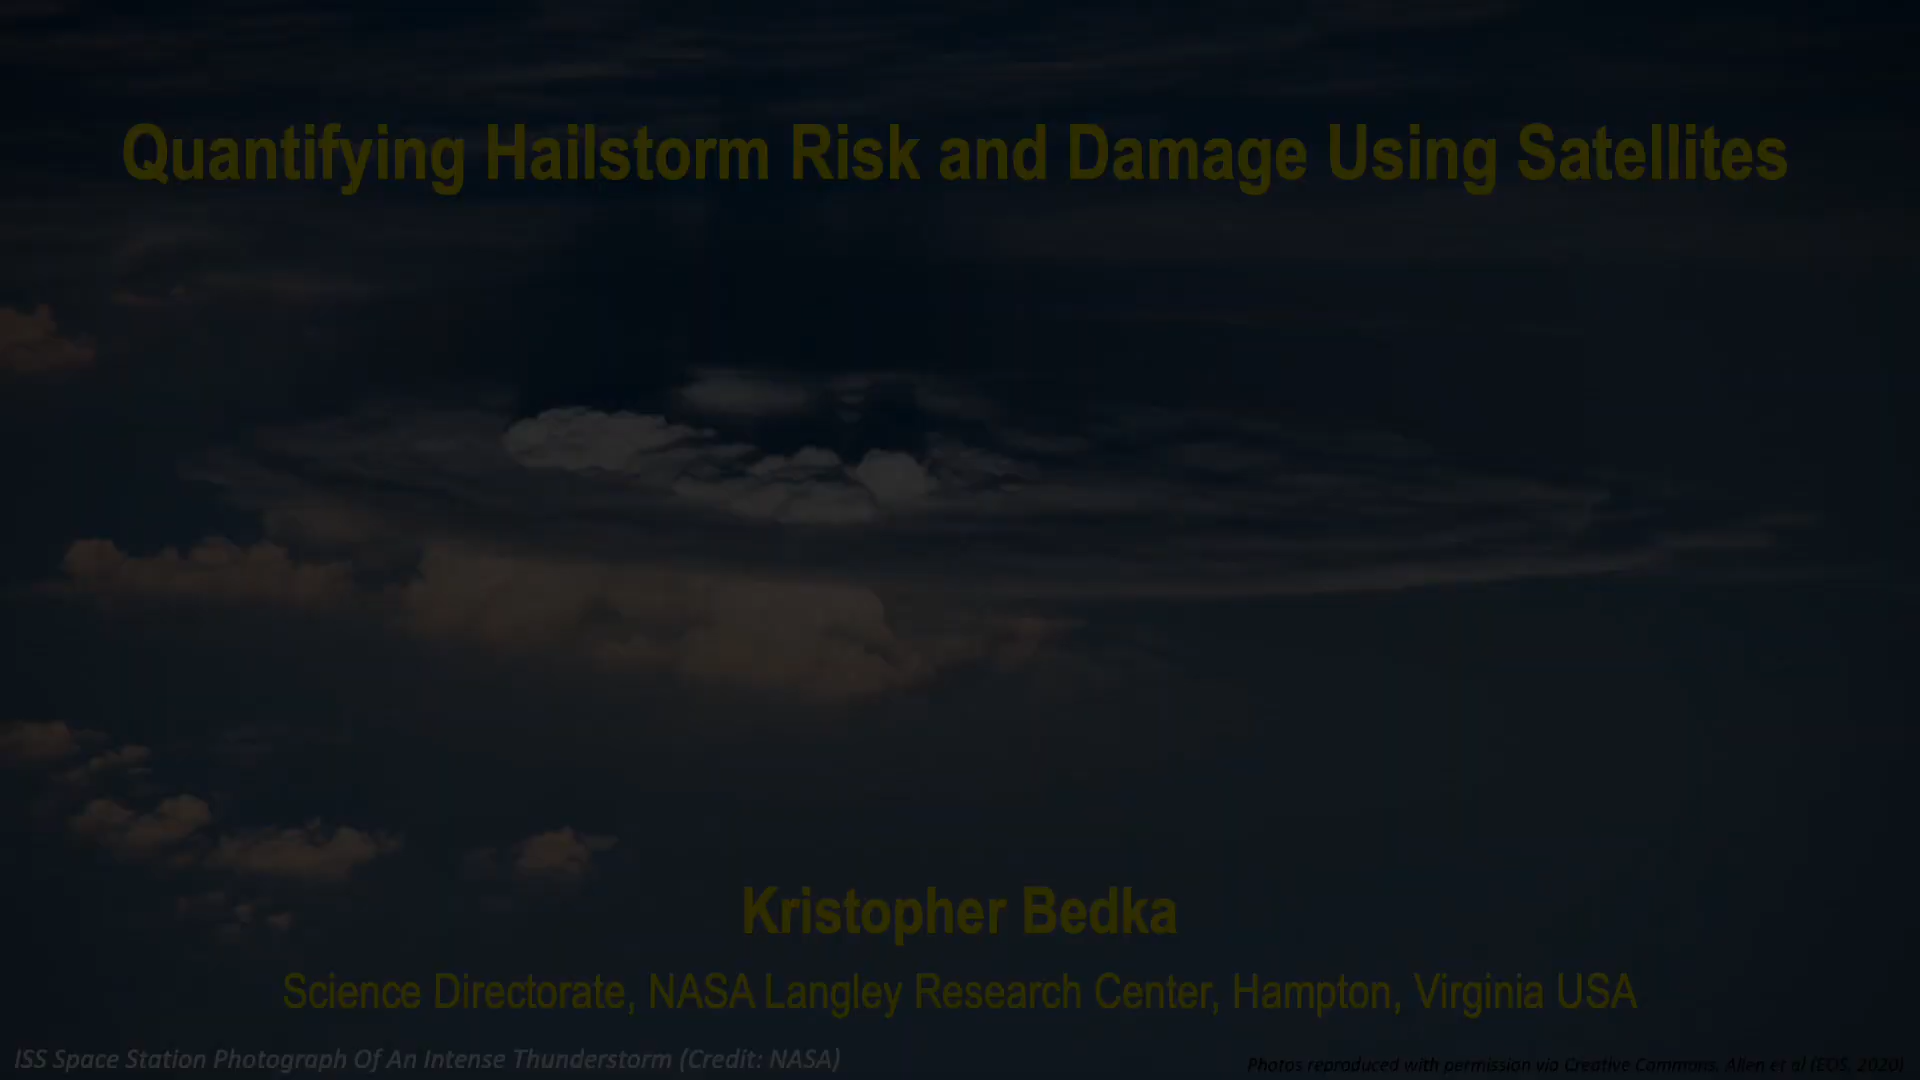 Quantifying Hailstorm Risk and Damage Using Satellites
Kristopher Bedka
Science Directorate, NASA Langley Research Center, Hampton, Virginia USA
ISS Space Station Photograph Of An Intense Thunderstorm (Credit: NASA)
Photos reproduced with permission via Creative Commons, Allen et al (EOS, 2020)